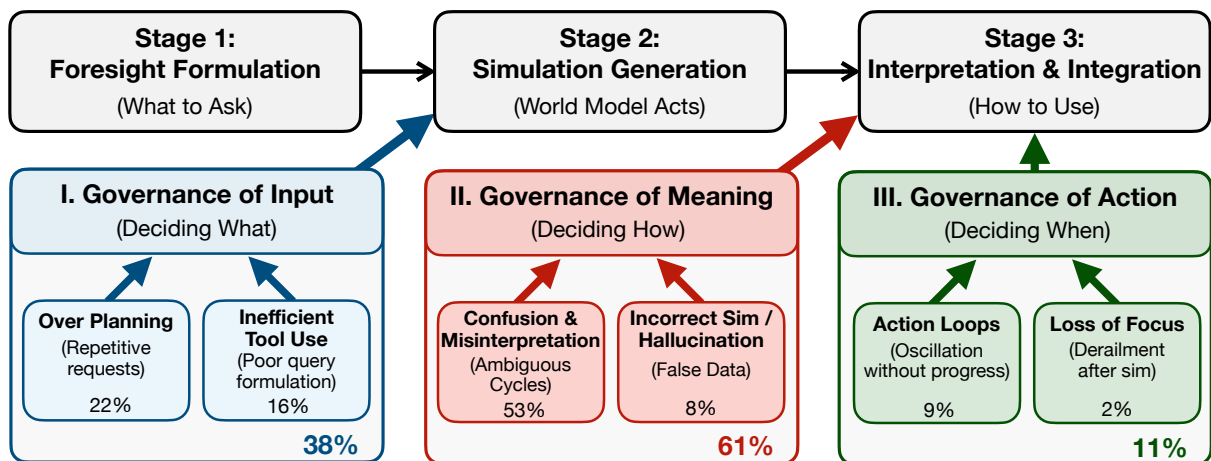 Stage 1:
Foresight Formulation
(What to Ask)
Stage 2:
Simulation Generation
(World Model Acts)
Stage 3:
Interpretation & Integration
(How to Use)
I. Governance of Input
(Deciding What)
Over Planning
(Repetitive
requests)
22%
Inefficient
Tool Use
(Poor query
formulation)
16%
38%
II. Governance of Meaning
(Deciding How)
Confusion &
Misinterpretation
(Ambiguous
Cycles)
53%
Incorrect Sim /
Hallucination
(False Data)
8%
61%
III. Governance of Action
(Deciding When)
Action Loops
(Oscillation
without progress)
9%
Loss of Focus
(Derailment
after sim)
2%
11%